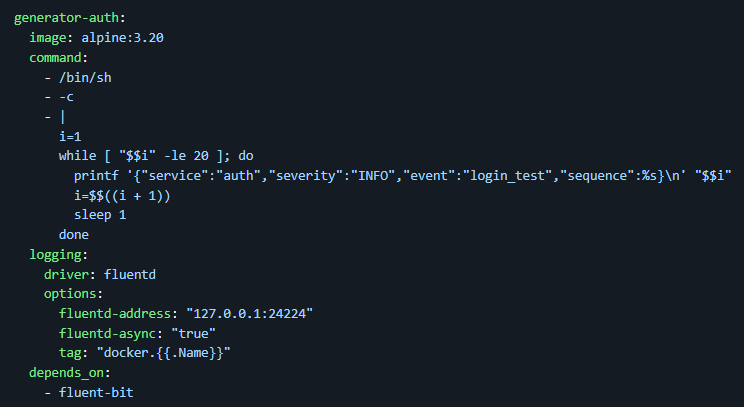 generator-auth:
  image: alpine:3.20
  command:
    - /bin/sh
    - -c
    - |
      i=1
      while [ "$$i" -le 20 ]; do
        printf '{"service":"auth","severity":"INFO","event":"login_test","sequence":%s}\n' "$$i"
        i=$$((i + 1))
        sleep 1
      done
  logging:
    driver: fluentd
    options:
      fluentd-address: "127.0.0.1:24224"
      fluentd-async: "true"
      tag: "docker.{{.Name}}"
  depends_on:
    - fluent-bit